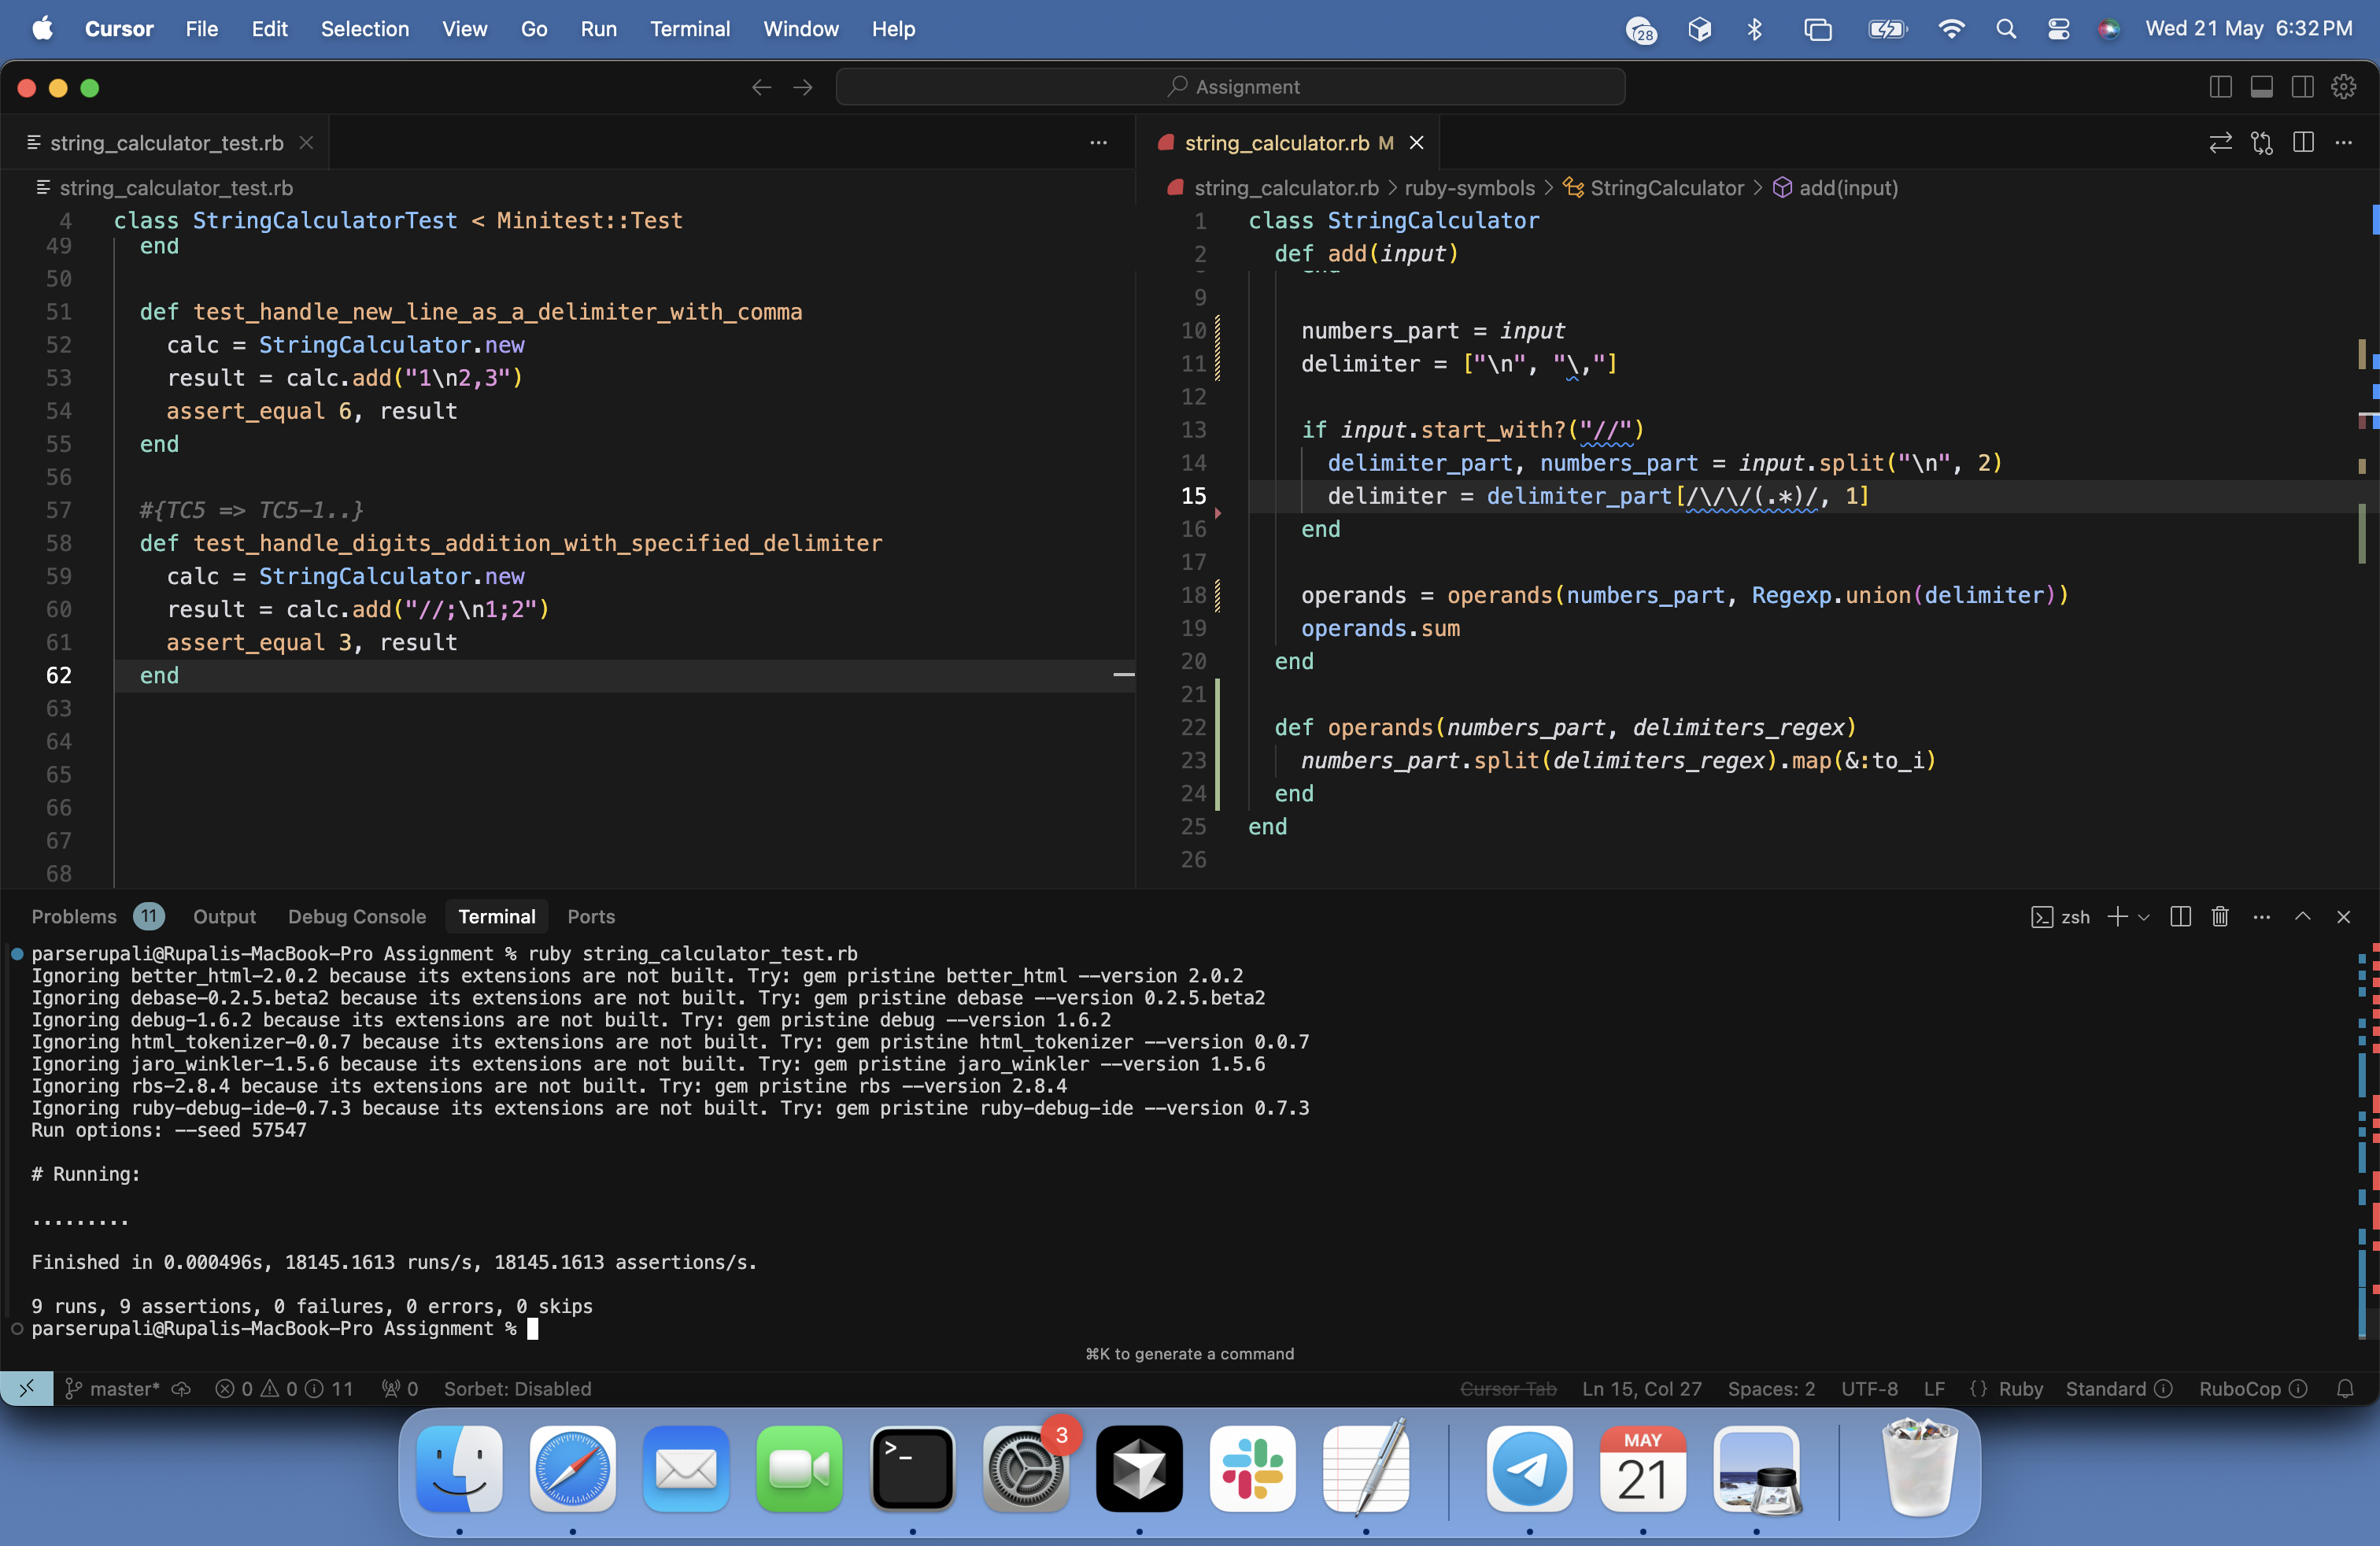 Cursor File Edit Selection View Go Run Terminal Window Help 28 Wed 21 May 6:32 PM
Assignment
string_calculator_test.rb
string_calculator_test.rb
4 class StringCalculatorTest < Minitest::Test
49 end
50
51 def test_handle_new_line_as_a_delimiter_with_comma
52 calc = StringCalculator.new
53 result = calc.add("1\n2,3")
54 assert_equal 6, result
55 end
56
57 #{TC5 => TC5-1..}
58 def test_handle_digits_addition_with_specified_delimiter
59 calc = StringCalculator.new
60 result = calc.add("//;\n1;2")
61 assert_equal 3, result
62 end
63
64
65
66
67
68
string_calculator.rb M
string_calculator.rb > ruby-symbols > StringCalculator > add(input)
1 class StringCalculator
2 def add(input)
9
10 numbers_part = input
11 delimiter = ["\n", "\,"]
12
13 if input.start_with?("//")
14 delimiter_part, numbers_part = input.split("\n", 2)
15 delimiter = delimiter_part[/\/\/(.*)/, 1]
16 end
17
18 operands = operands(numbers_part, Regexp.union(delimiter))
19 operands.sum
20 end
21
22 def operands(numbers_part, delimiters_regex)
23 numbers_part.split(delimiters_regex).map(&:to_i)
24 end
25 end
26
Problems 11 Output Debug Console Terminal Ports zsh
parserupali@Rupalis-MacBook-Pro Assignment % ruby string_calculator_test.rb
Ignoring better_html-2.0.2 because its extensions are not built. Try: gem pristine better_html --version 2.0.2
Ignoring debase-0.2.5.beta2 because its extensions are not built. Try: gem pristine debase --version 0.2.5.beta2
Ignoring debug-1.6.2 because its extensions are not built. Try: gem pristine debug --version 1.6.2
Ignoring html_tokenizer-0.0.7 because its extensions are not built. Try: gem pristine html_tokenizer --version 0.0.7
Ignoring jaro_winkler-1.5.6 because its extensions are not built. Try: gem pristine jaro_winkler --version 1.5.6
Ignoring rbs-2.8.4 because its extensions are not built. Try: gem pristine rbs --version 2.8.4
Ignoring ruby-debug-ide-0.7.3 because its extensions are not built. Try: gem pristine ruby-debug-ide --version 0.7.3
Run options: --seed 57547
# Running:
.........
Finished in 0.000496s, 18145.1613 runs/s, 18145.1613 assertions/s.
9 runs, 9 assertions, 0 failures, 0 errors, 0 skips
parserupali@Rupalis-MacBook-Pro Assignment %
⌘K to generate a command
master* 0 0 11 0 Sorbet: Disabled Cursor Tab Ln 15, Col 27 Spaces: 2 UTF-8 LF {} Ruby Standard RuboCop
3
MAY
21